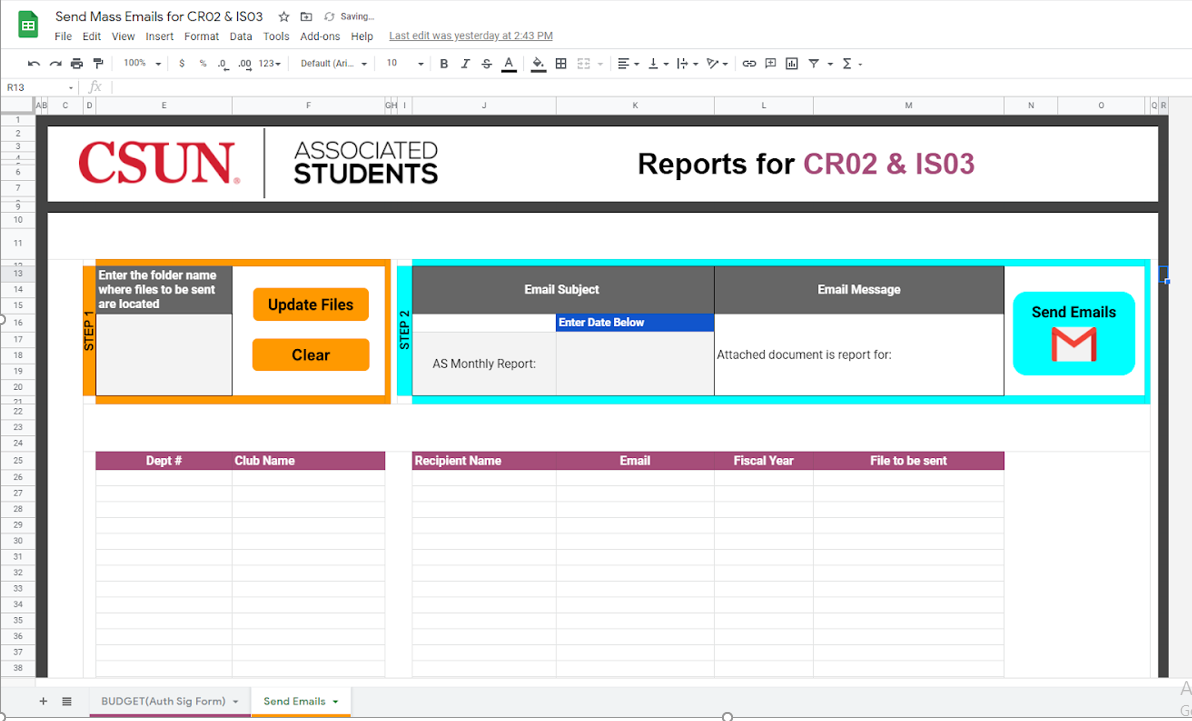 Send Mass Emails for CR02 & IS03 Saving...
File Edit View Insert Format Data Tools Add-ons Help Last edit was yesterday at 2:43 PM
100% $ % .0 .00 123 Default (Ari... 10 B I S A
R13 fx
A B C D E F G H I J K L M N O Q R
1
2
3
4
6
7
9
10
11
13
14
15
16
17
18
19
20
21
22
23
24
25
26
27
28
29
30
31
32
33
34
35
36
37
38
CSUN.®
ASSOCIATED
STUDENTS
Reports for CR02 & IS03
STEP 1
Enter the folder name
where files to be sent
are located
Update Files
Clear
STEP 2
Email Subject
Email Message
Enter Date Below
AS Monthly Report:
Attached document is report for:
Send Emails
Dept # Club Name Recipient Name Email Fiscal Year File to be sent
BUDGET(Auth Sig Form) Send Emails